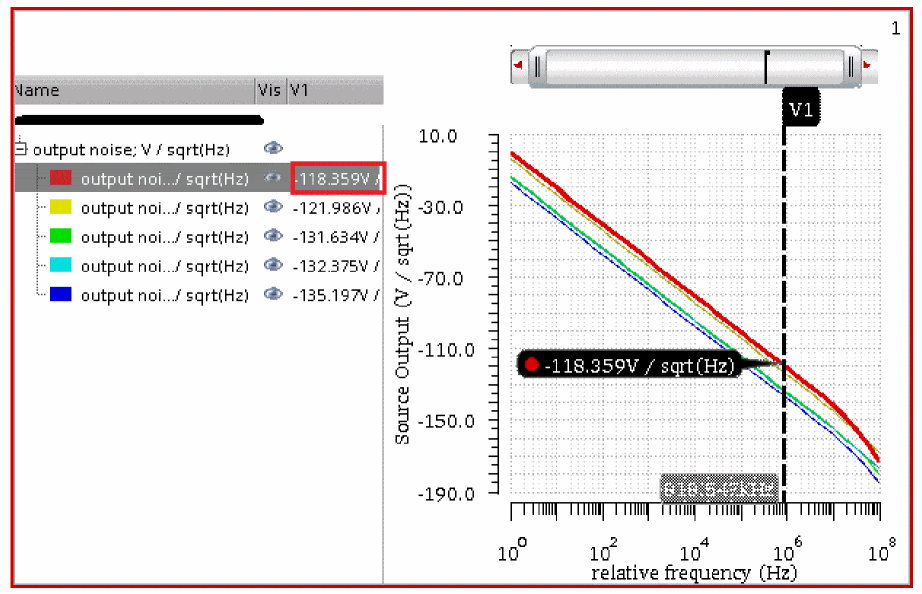 1
Name Vis V1
output noise; V / sqrt(Hz)
output noi.../ sqrt(Hz) -118.359V /
output noi.../ sqrt(Hz) -121.986V /
output noi.../ sqrt(Hz) -131.634V /
output noi.../ sqrt(Hz) -132.375V /
output noi.../ sqrt(Hz) -135.197V /
V1
Source Output (V / sqrt(Hz))
10.0
-30.0
-70.0
-110.0
-150.0
-190.0
-118.359V / sqrt(Hz)
10^0 10^2 10^4 10^6 10^8
relative frequency (Hz)